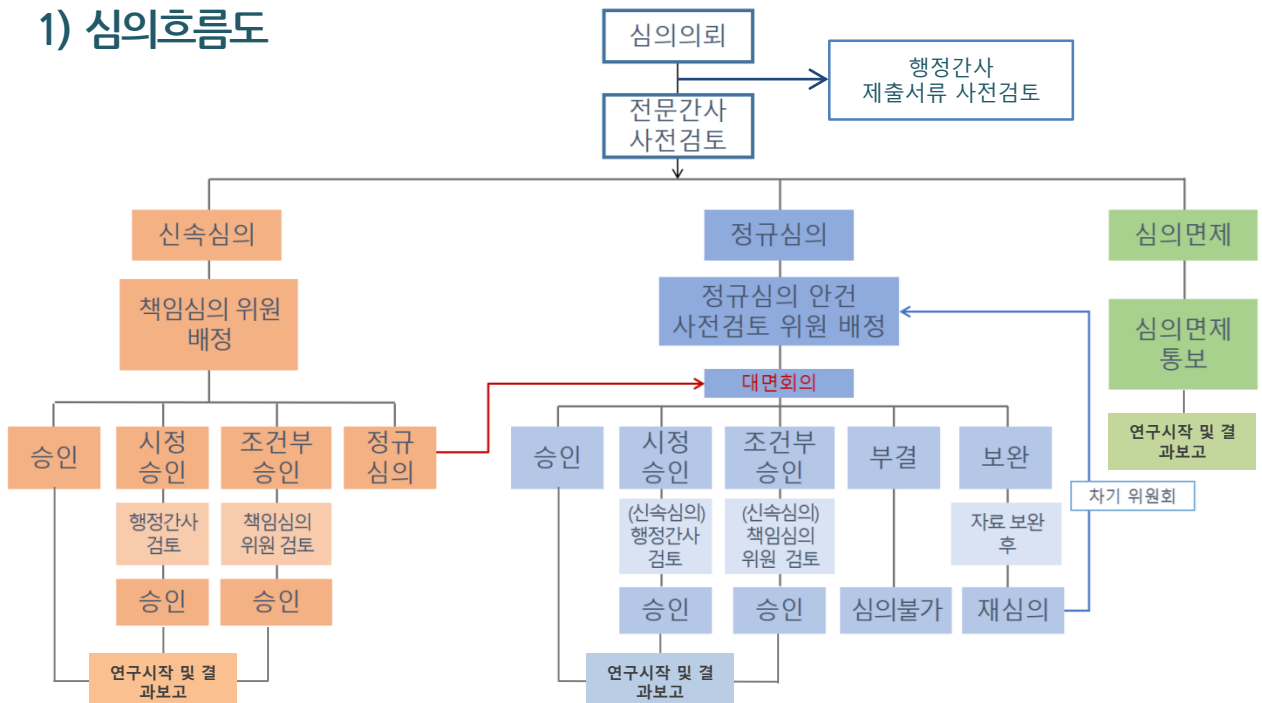 1) 심의흐름도
심의의뢰
행정간사
제출서류 사전검토
전문간사
사전검토
신속심의
정규심의
심의면제
책임심의 위원
배정
정규심의 안건
사전검토 위원 배정
심의면제
통보
대면회의
승인
시정
승인
조건부
승인
정규
심의
승인
시정
승인
조건부
승인
부결
보완
연구시작 및 결
과보고
차기 위원회
행정간사
검토
책임심의
위원 검토
(신속심의)
행정간사
검토
(신속심의)
책임심의
위원 검토
자료 보완
후
승인
승인
승인
승인
심의불가
재심의
연구시작 및 결
과보고
연구시작 및 결
과보고